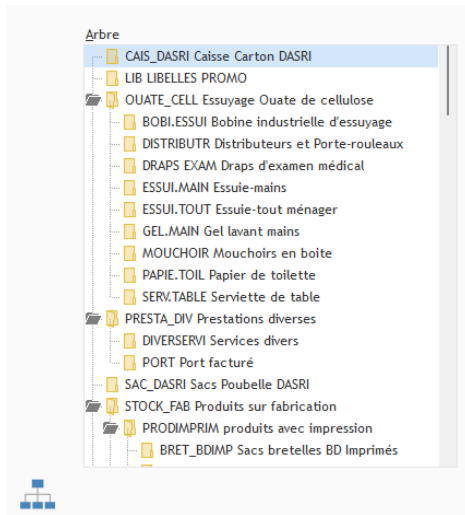 Arbre
CAIS_DASRI Caisse Carton DASRI
LIB LIBELLES PROMO
OUATE_CELL Essuyage Ouate de cellulose
BOBI.ESSUI Bobine industrielle d'essuyage
DISTRIBUTR Distributeurs et Porte-rouleaux
DRAPS EXAM Draps d'examen médical
ESSUI.MAIN Essuie-mains
ESSUI.TOUT Essuie-tout ménager
GEL.MAIN Gel lavant mains
MOUCHOIR Mouchoirs en boite
PAPIE.TOIL Papier de toilette
SERV.TABLE Serviette de table
PRESTA_DIV Prestations diverses
DIVERSERVI Services divers
PORT Port facturé
SAC_DASRI Sacs Poubelle DASRI
STOCK_FAB Produits sur fabrication
PRODIMPRIM produits avec impression
BRET_BDIMP Sacs bretelles BD Imprimés